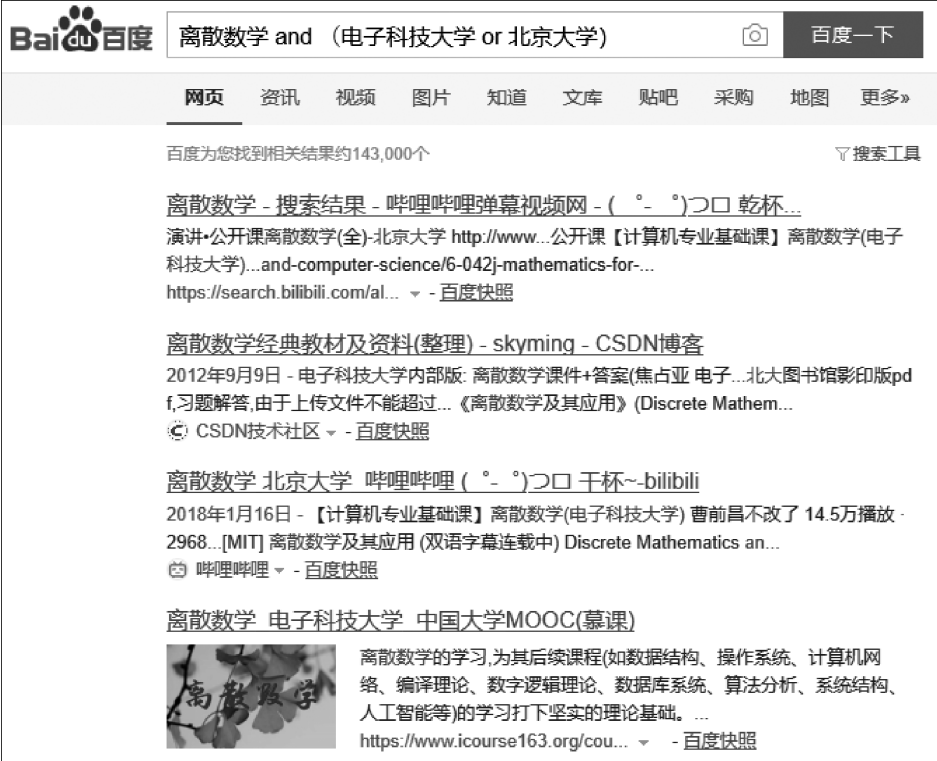 Bai du 百度
离散数学 and （电子科技大学 or 北京大学)
百度一下
网页 资讯 视频 图片 知道 文库 贴吧 采购 地图 更多»
百度为您找到相关结果约143,000个
搜索工具
离散数学 - 搜索结果 - 哔哩哔哩弹幕视频网 - ( ゜- ゜)つロ 乾杯...
演讲•公开课离散数学(全)-北京大学 http://www...公开课【计算机专业基础课】离散数学(电子
科技大学)...and-computer-science/6-042j-mathematics-for-...
https://search.bilibili.com/al... - 百度快照
离散数学经典教材及资料(整理) - skyming - CSDN博客
2012年9月9日 - 电子科技大学内部版: 离散数学课件+答案(焦占亚 电子...北大图书馆影印版pd
f,习题解答,由于上传文件不能超过...《离散数学及其应用》(Discrete Mathem...
CSDN技术社区 - 百度快照
离散数学 北京大学_哔哩哔哩 ( ゜- ゜)つロ 干杯~-bilibili
2018年1月16日 - 【计算机专业基础课】离散数学(电子科技大学) 曹前昌不改了 14.5万播放 ·
2968...[MIT] 离散数学及其应用 (双语字幕连载中) Discrete Mathematics an...
哔哩哔哩 - 百度快照
离散数学_电子科技大学_中国大学MOOC(慕课)
离散数学
离散数学的学习,为其后续课程(如数据结构、操作系统、计算机网
络、编译理论、数字逻辑理论、数据库系统、算法分析、系统结构、
人工智能等)的学习打下坚实的理论基础。...
https://www.icourse163.org/cou... - 百度快照